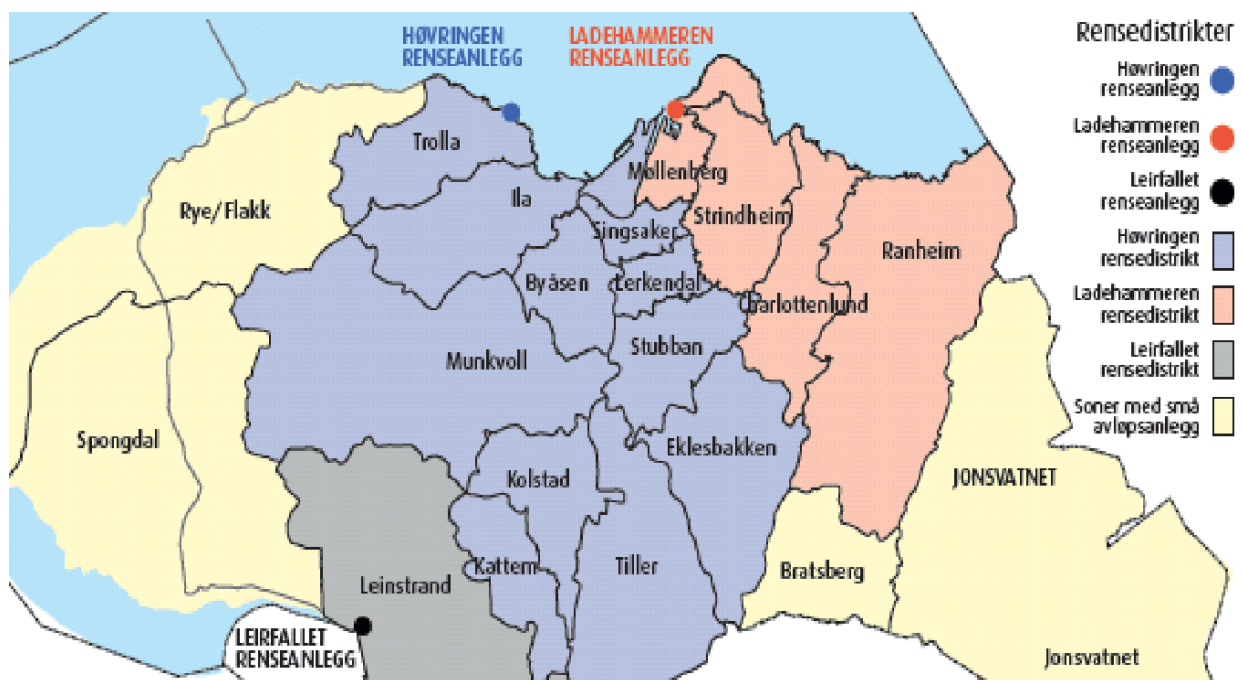 HØVRINGEN
RENSEANLEGG
LADEHAMMEREN
RENSEANLEGG
Rensedistrikter
Høvringen
renseanlegg
Ladehammeren
renseanlegg
Leirfallet
renseanlegg
Høvringen
rensedistrikt
Ladehammeren
rensedistrikt
Leirfallet
rensedistrikt
Soner med små
avløpsanlegg
Trolla
Møllenberg
Ila
Rye/Flakk
Strindheim
Singsaker
Ranheim
Byåsen
Lerkendal
Charlottenlund
Stubban
Munkvoll
Spongdal
Eklesbakken
Kolstad
JONSVATNET
Kattem
Tiller
Bratsberg
Leinstrand
LEIRFALLET
RENSEANLEGG
Jonsvatnet